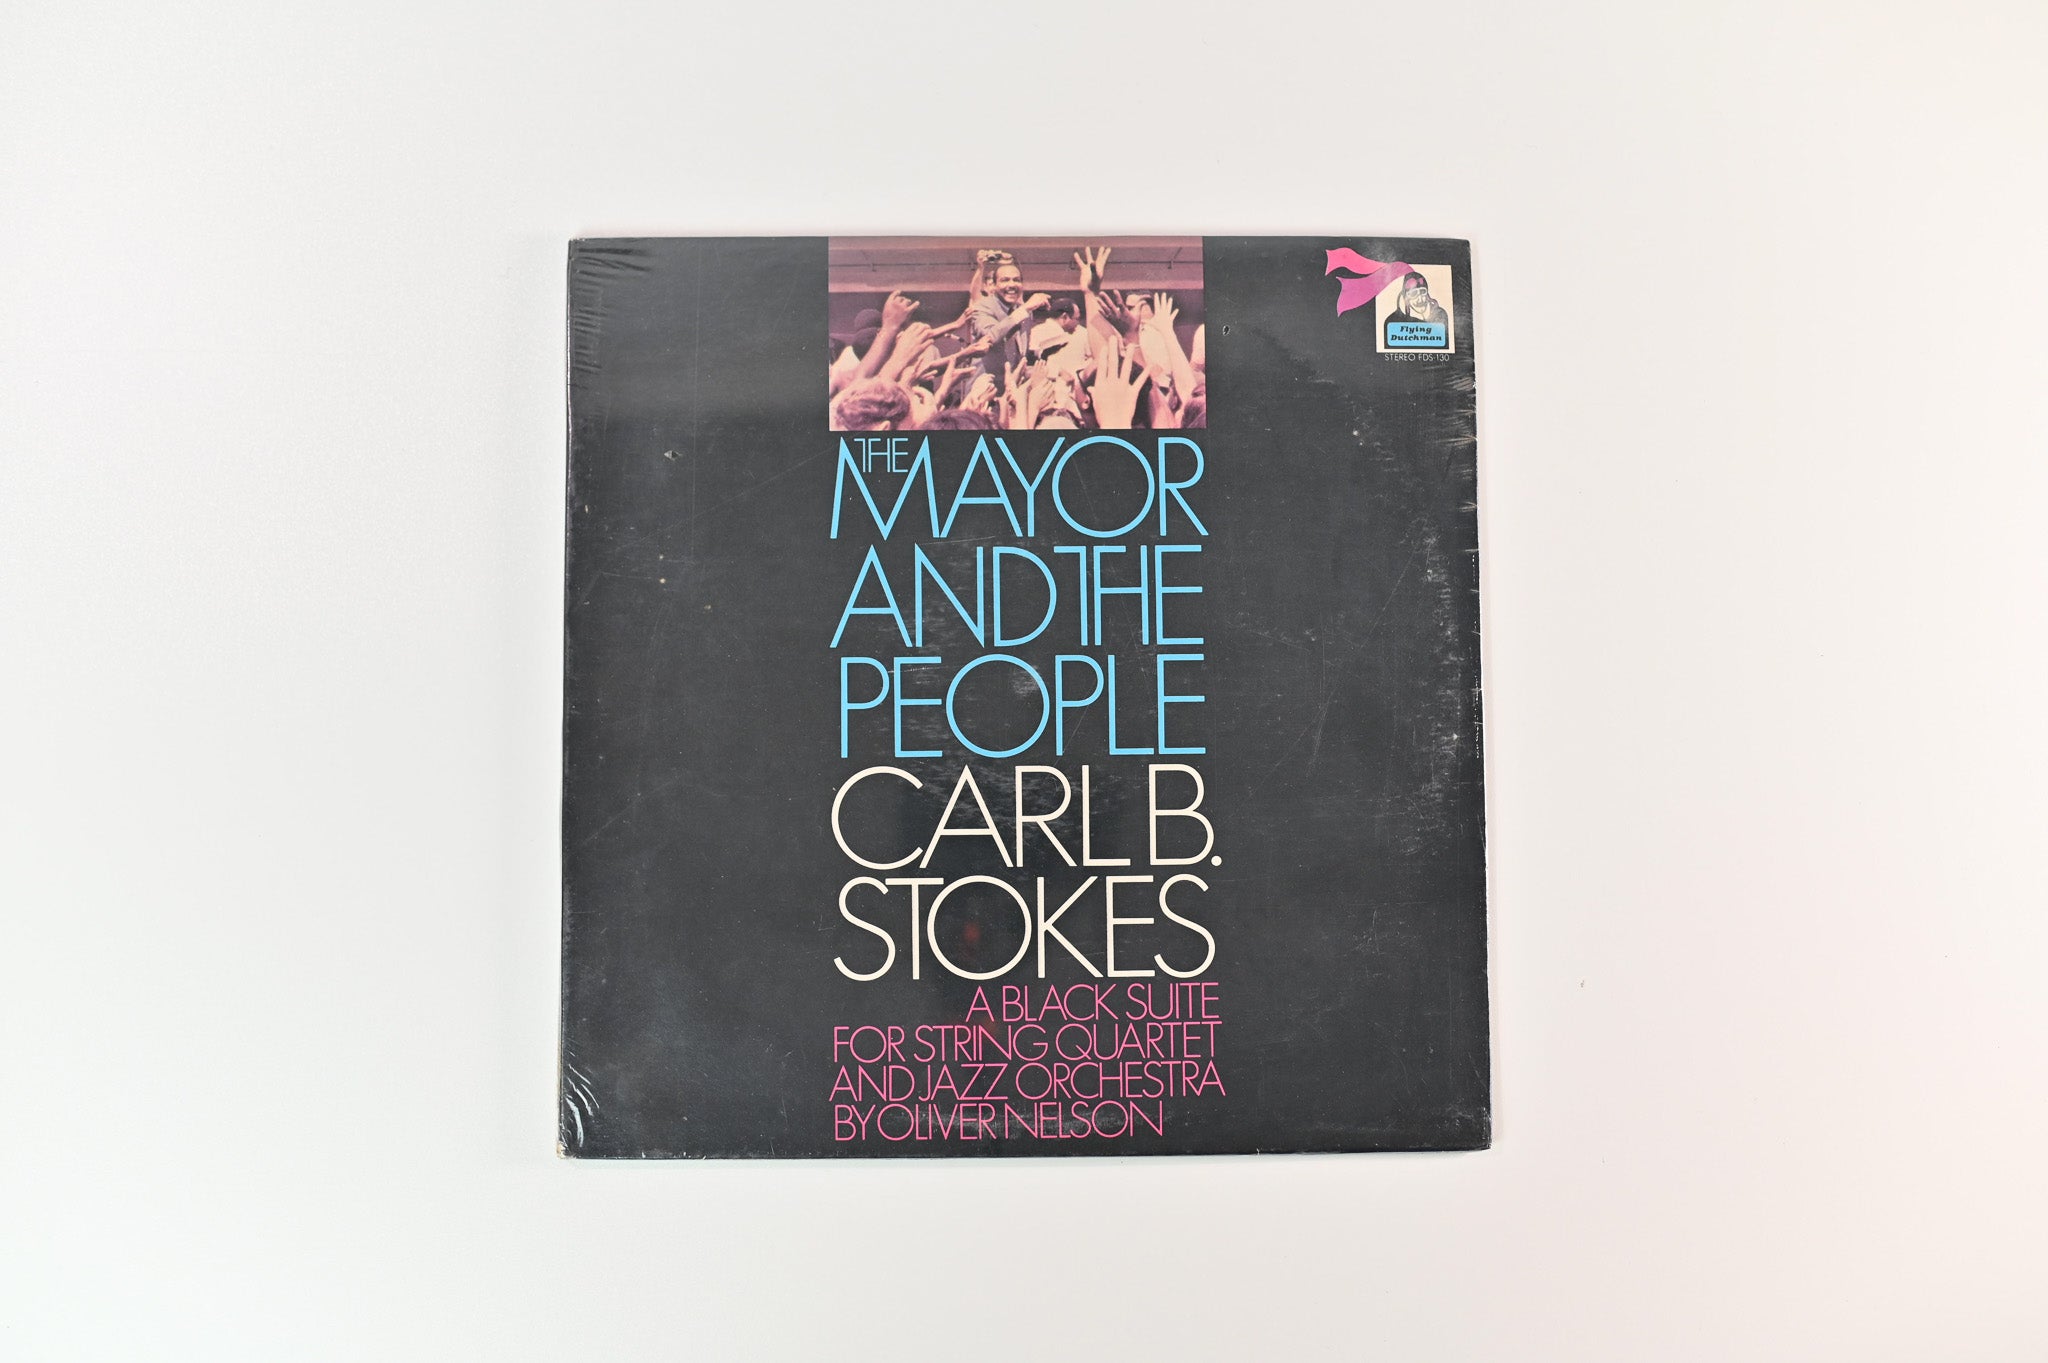 Flying
Dutchman
STEREO FDS-130
THE MAYOR
AND THE
PEOPLE
CARL B.
STOKES
A BLACK SUITE
FOR STRING QUARTET
AND JAZZ ORCHESTRA
BY OLIVER NELSON